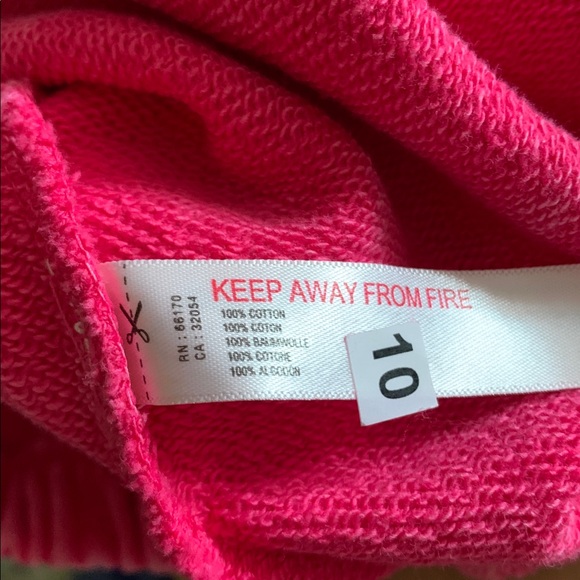 KEEP AWAY FROM FIRE
RN : 66170
CA : 32054
100% COTTON
100% COTON
100% BAUMWOLLE
100% COTONE
100% ALGODON
10